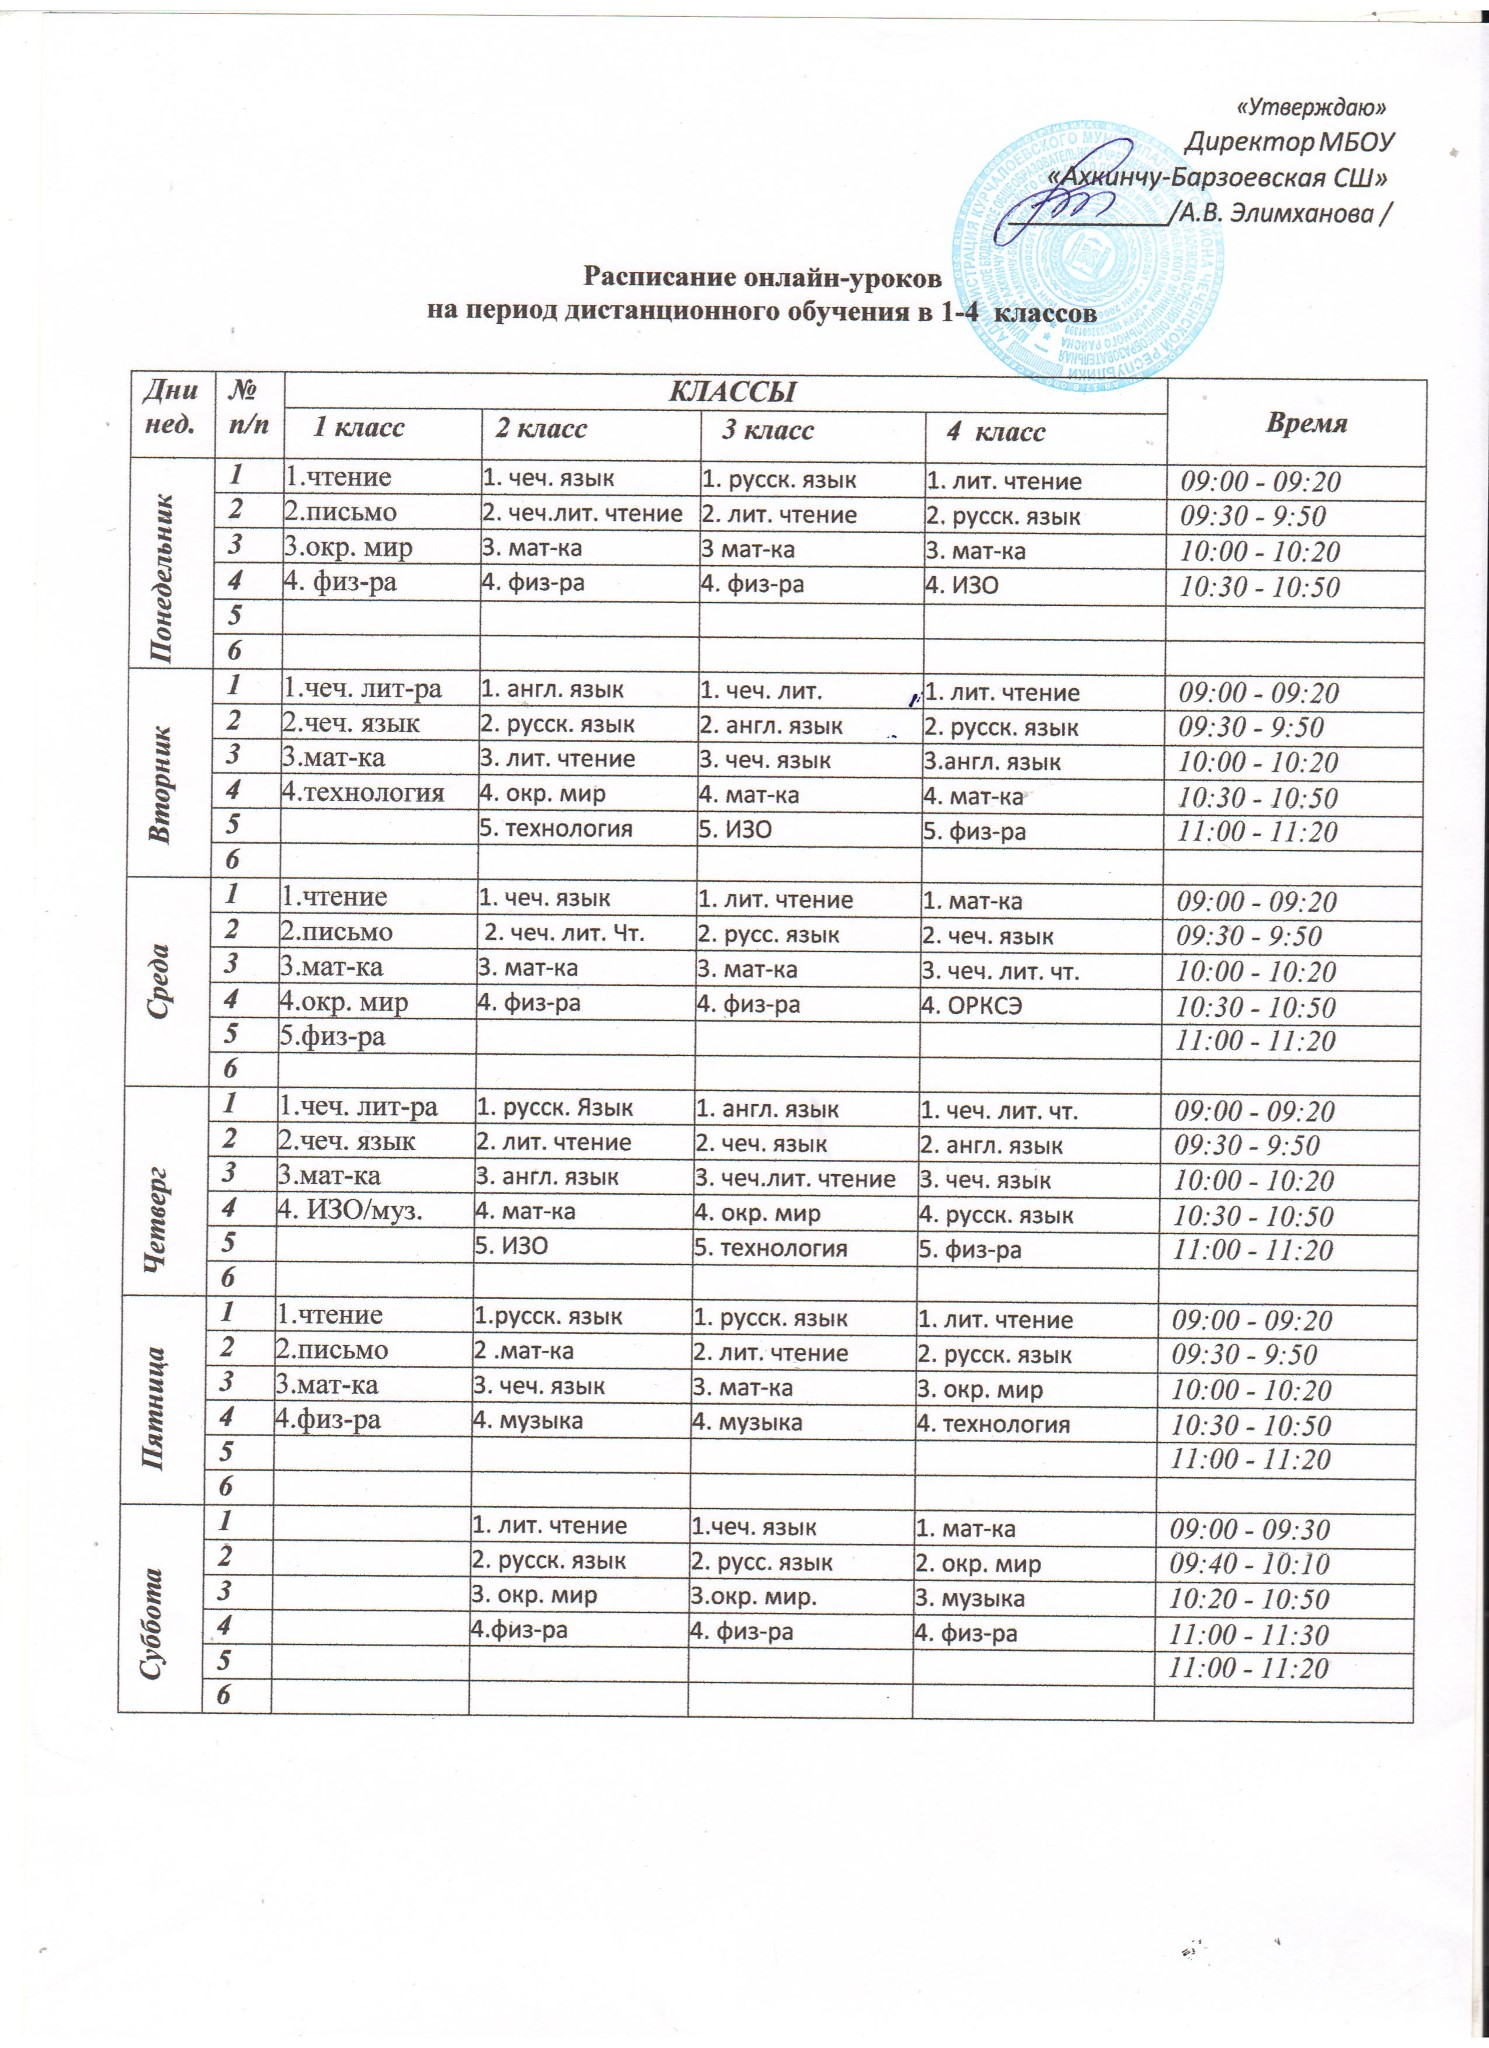 «Утверждаю»
Директор МБОУ
«Ахкинчу-Барзоевская СШ»
/А.В. Элимханова /
Расписание онлайн-уроков
на период дистанционного обучения в 1-4 классов
Дни нед. № п/п КЛАССЫ Время
1 класс 2 класс 3 класс 4 класс
Понедельник
1 1.чтение 1. чеч. язык 1. русск. язык 1. лит. чтение 09:00 - 09:20
2 2.письмо 2. чеч.лит. чтение 2. лит. чтение 2. русск. язык 09:30 - 9:50
3 3.окр. мир 3. мат-ка 3 мат-ка 3. мат-ка 10:00 - 10:20
4 4. физ-ра 4. физ-ра 4. физ-ра 4. ИЗО 10:30 - 10:50
5
6
Вторник
1 1.чеч. лит-ра 1. англ. язык 1. чеч. лит. 1. лит. чтение 09:00 - 09:20
2 2.чеч. язык 2. русск. язык 2. англ. язык 2. русск. язык 09:30 - 9:50
3 3.мат-ка 3. лит. чтение 3. чеч. язык 3.англ. язык 10:00 - 10:20
4 4.технология 4. окр. мир 4. мат-ка 4. мат-ка 10:30 - 10:50
5 5. технология 5. ИЗО 5. физ-ра 11:00 - 11:20
6
Среда
1 1.чтение 1. чеч. язык 1. лит. чтение 1. мат-ка 09:00 - 09:20
2 2.письмо 2. чеч. лит. Чт. 2. русс. язык 2. чеч. язык 09:30 - 9:50
3 3.мат-ка 3. мат-ка 3. мат-ка 3. чеч. лит. чт. 10:00 - 10:20
4 4.окр. мир 4. физ-ра 4. физ-ра 4. ОРКСЭ 10:30 - 10:50
5 5.физ-ра 11:00 - 11:20
6
Четверг
1 1.чеч. лит-ра 1. русск. Язык 1. англ. язык 1. чеч. лит. чт. 09:00 - 09:20
2 2.чеч. язык 2. лит. чтение 2. чеч. язык 2. англ. язык 09:30 - 9:50
3 3.мат-ка 3. англ. язык 3. чеч.лит. чтение 3. чеч. язык 10:00 - 10:20
4 4. ИЗО/муз. 4. мат-ка 4. окр. мир 4. русск. язык 10:30 - 10:50
5 5. ИЗО 5. технология 5. физ-ра 11:00 - 11:20
6
Пятница
1 1.чтение 1.русск. язык 1. русск. язык 1. лит. чтение 09:00 - 09:20
2 2.письмо 2 .мат-ка 2. лит. чтение 2. русск. язык 09:30 - 9:50
3 3.мат-ка 3. чеч. язык 3. мат-ка 3. окр. мир 10:00 - 10:20
4 4.физ-ра 4. музыка 4. музыка 4. технология 10:30 - 10:50
5 11:00 - 11:20
6
Суббота
1 1. лит. чтение 1.чеч. язык 1. мат-ка 09:00 - 09:30
2 2. русск. язык 2. русс. язык 2. окр. мир 09:40 - 10:10
3 3. окр. мир 3.окр. мир. 3. музыка 10:20 - 10:50
4 4.физ-ра 4. физ-ра 4. физ-ра 11:00 - 11:30
5 11:00 - 11:20
6